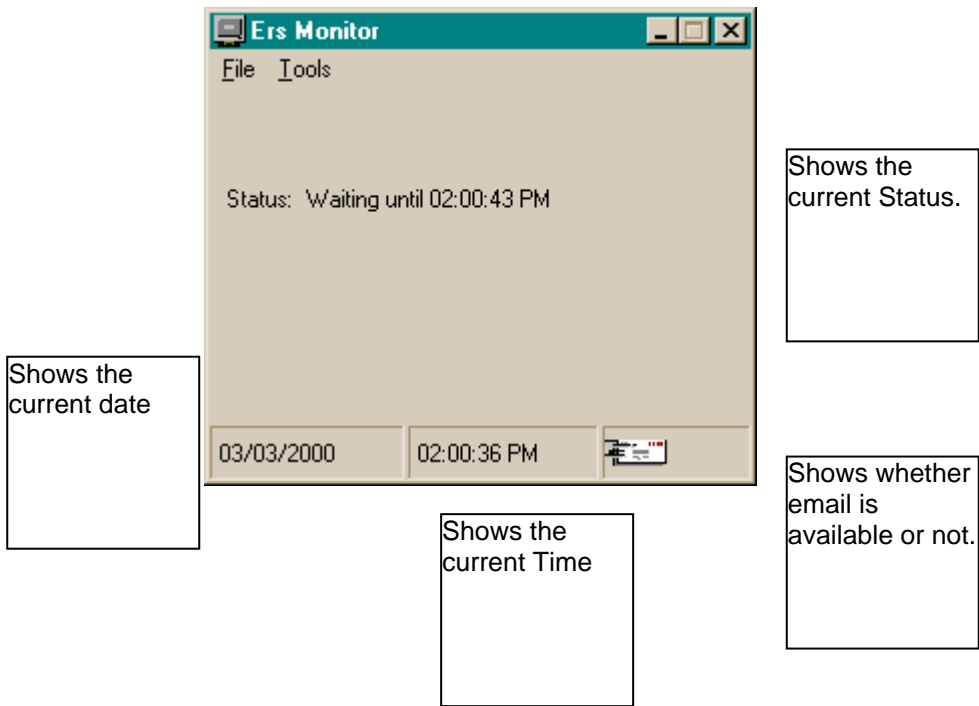 Ers Monitor
File Tools
Status: Waiting until 02:00:43 PM
Shows the
current Status.
Shows the
current date
03/03/2000 02:00:36 PM
Shows whether
email is
available or not.
Shows the
current Time